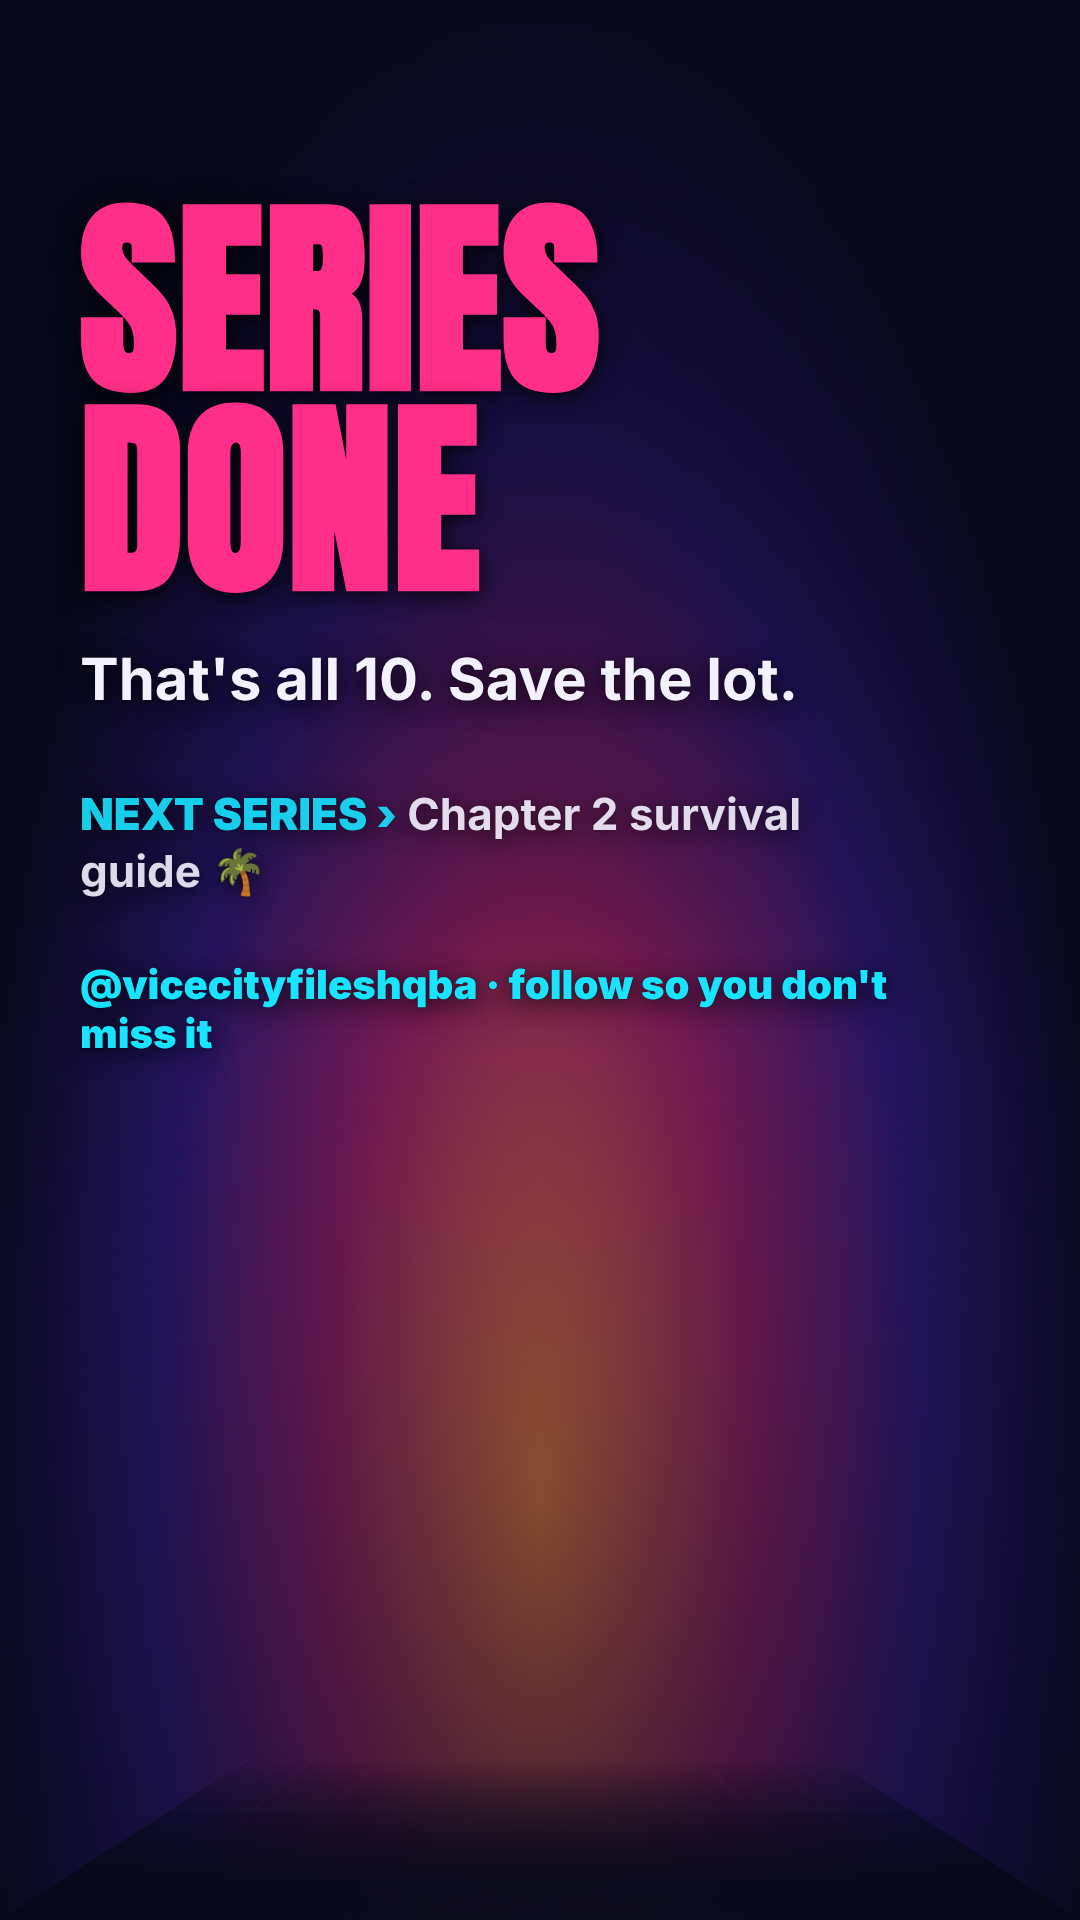 SERIES
DONE
That's all 10. Save the lot.
NEXT SERIES › Chapter 2 survival
guide 🌴
@vicecityfileshqba · follow so you don't
miss it